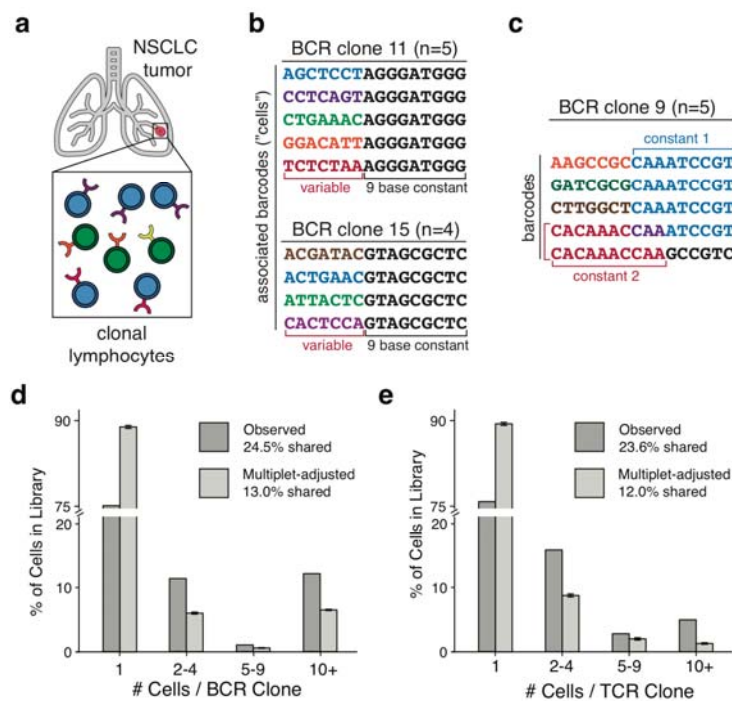 a
NSCLC
tumor
clonal
lymphocytes
b
BCR clone 11 (n=5)
associated barcodes ("cells")
AGCTCCTAGGGATGGG
CCTCAGTAGGGATGGG
CTGAAACAGGGATGGG
GGACATTAGGGATGGG
TCTCTAAAGGGATGGG
variable 9 base constant
BCR clone 15 (n=4)
ACGATACGTAGCGCTC
ACTGAACGTAGCGCTC
ATTACTCGTAGCGCTC
CACTCCAGTAGCGCTC
variable 9 base constant
c
BCR clone 9 (n=5)
constant 1
barcodes
AAGCCGCCAAATCCGT
GATCGCGCAAATCCGT
CTTGGCTCAAATCCGT
CACAAACCAAATCCGT
CACAAACCAAGCCGTC
constant 2
d
90
75
20
10
0
% of Cells in Library
Observed
24.5% shared
Multiplet-adjusted
13.0% shared
1 2-4 5-9 10+
# Cells / BCR Clone
e
90
75
20
10
0
% of Cells in Library
Observed
23.6% shared
Multiplet-adjusted
12.0% shared
1 2-4 5-9 10+
# Cells / TCR Clone